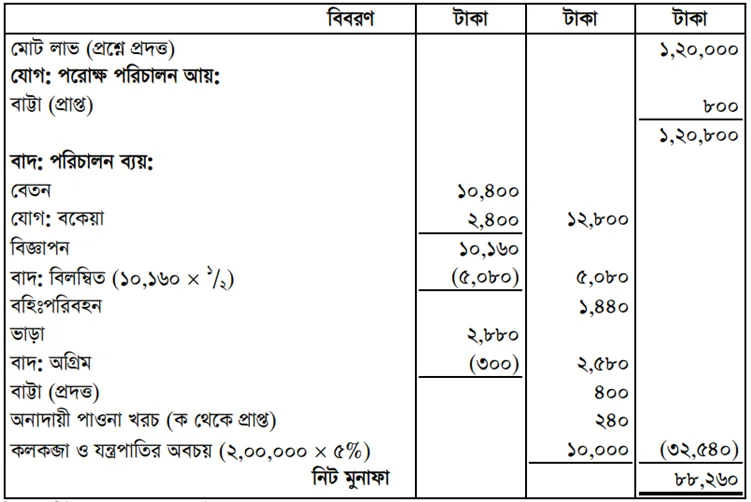 বিবরণ টাকা টাকা টাকা
মোট লাভ (প্রশ্নে প্রদত্ত) ১,২০,০০০
যোগ: পরোক্ষ পরিচালন আয়:
বাট্টা (প্রাপ্ত) ৮০০
১,২০,৮০০
বাদ: পরিচালন ব্যয়:
বেতন ১০,৪০০
যোগ: বকেয়া ২,৪০০ ১২,৮০০
বিজ্ঞাপন ১০,১৬০
বাদ: বিলম্বিত (১০,১৬০ × ১/২) (৫,০৮০) ৫,০৮০
বহিঃপরিবহন ১,৪৪০
ভাড়া ২,৮৮০
বাদ: অগ্রিম (৩০০) ২,৫৮০
বাট্টা (প্রদত্ত) ৪০০
অনাদায়ী পাওনা খরচ (ক থেকে প্রাপ্ত) ২৪০
কলকব্জা ও যন্ত্রপাতির অবচয় (২,০০,০০০ × ৫%) ১০,০০০ (৩২,৫৪০)
নিট মুনাফা ৮৮,২৬০